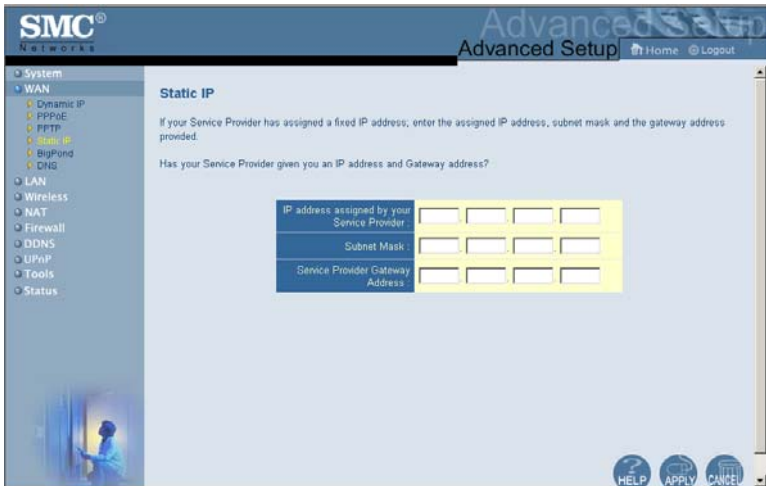 SMC®
Networks
Advanced Setup
Advanced Setup
Home
Logout
System
WAN
Dynamic IP
PPPoE
PPTP
Static IP
BigPond
DNS
LAN
Wireless
NAT
Firewall
DDNS
UPnP
Tools
Status
Static IP
If your Service Provider has assigned a fixed IP address; enter the assigned IP address, subnet mask and the gateway address
provided.
Has your Service Provider given you an IP address and Gateway address?
IP address assigned by your
Service Provider :
Subnet Mask :
Service Provider Gateway
Address :
HELP
APPLY
CANCEL